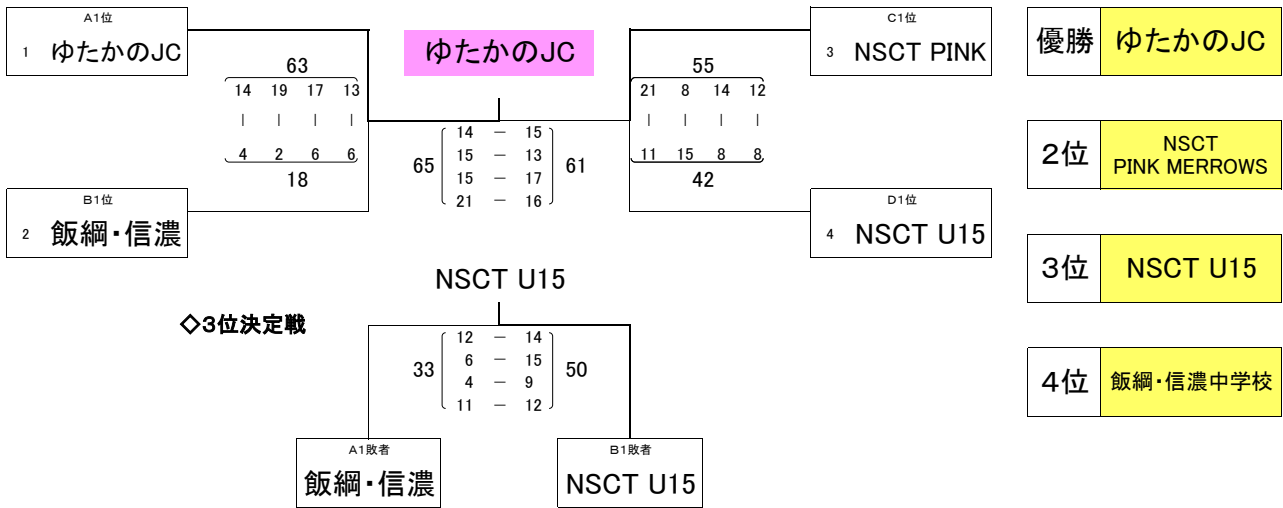 A1位
1 ゆたかのJC
ゆたかのJC
C1位
3 NSCT PINK
優勝 ゆたかのJC
63
14 19 17 13
| | | |
4 2 6 6
18
55
21 8 14 12
| | | |
11 15 8 8
42
65
14 － 15
15 － 13
15 － 17
21 － 16
61
2位 NSCT
PINK MERROWS
B1位
2 飯綱・信濃
D1位
4 NSCT U15
3位 NSCT U15
NSCT U15
◇3位決定戦
33
12 － 14
6 － 15
4 － 9
11 － 12
50
4位 飯綱・信濃中学校
A1敗者
飯綱・信濃
B1敗者
NSCT U15